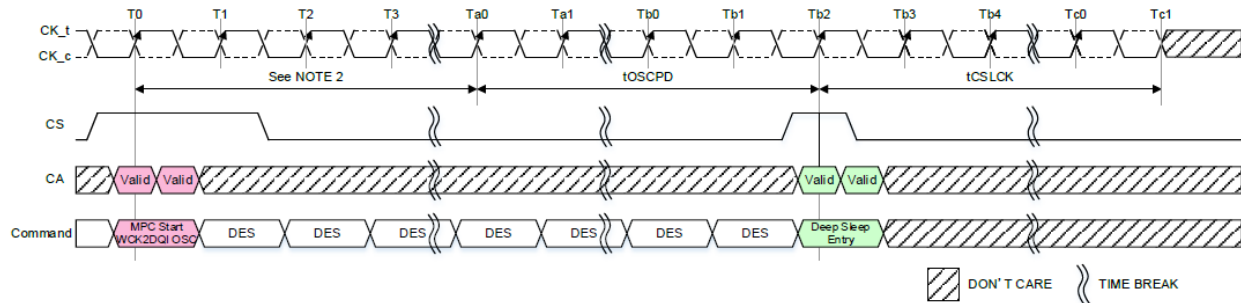 T0 T1 T2 T3 Ta0 Ta1 Tb0 Tb1 Tb2 Tb3 Tb4 Tc0 Tc1
CK_t
CK_c
See NOTE 2 tOSCPD tCSLCK
CS
CA Valid Valid Valid Valid
Command MPC Start WCK2DQI OSC DES DES DES DES DES DES DES Deep Sleep Entry
DON'T CARE TIME BREAK